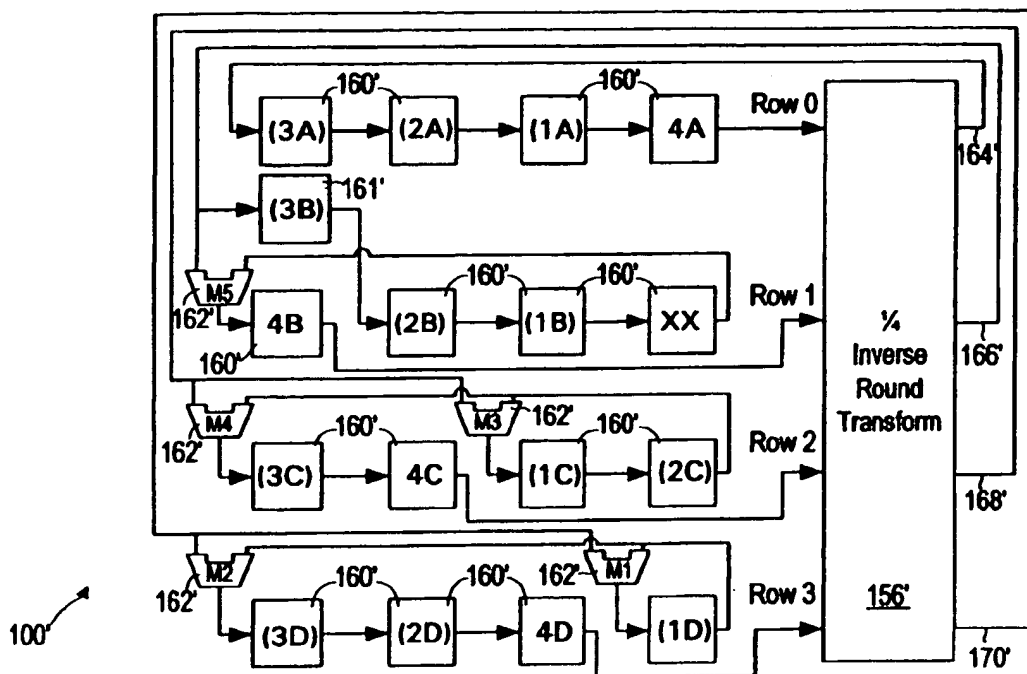 160' 160'
(3A) (2A) (1A) 4A Row 0
164'
161'
(3B)
160' 160' Row 1
M5
162' 4B (2B) (1B) XX
160'
¼
Inverse
Round
Transform
166'
M4 M3 162'
162' 160' 160' Row 2
(3C) 4C (1C) (2C)
168'
M2 162' M1
162' 160' 160' Row 3
156'
100' (3D) (2D) 4D (1D)
170'